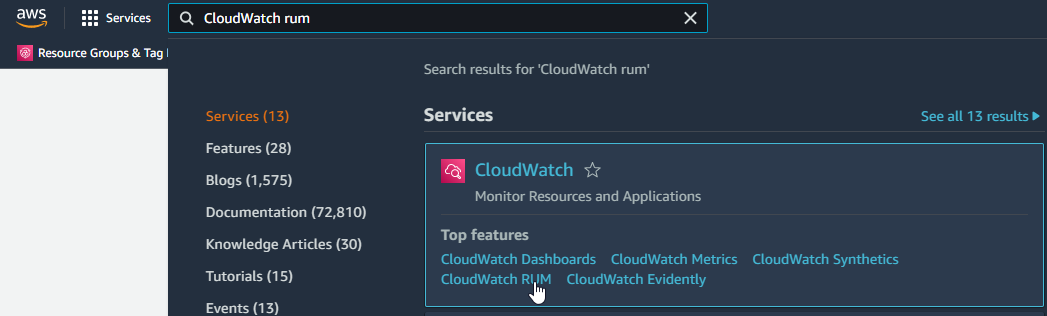 aws
Services
CloudWatch rum
Resource Groups & Tag
Search results for 'CloudWatch rum'
Services (13)
Features (28)
Blogs (1,575)
Documentation (72,810)
Knowledge Articles (30)
Tutorials (15)
Events (13)
Services
See all 13 results
CloudWatch
Monitor Resources and Applications
Top features
CloudWatch Dashboards CloudWatch Metrics CloudWatch Synthetics
CloudWatch RUM CloudWatch Evidently